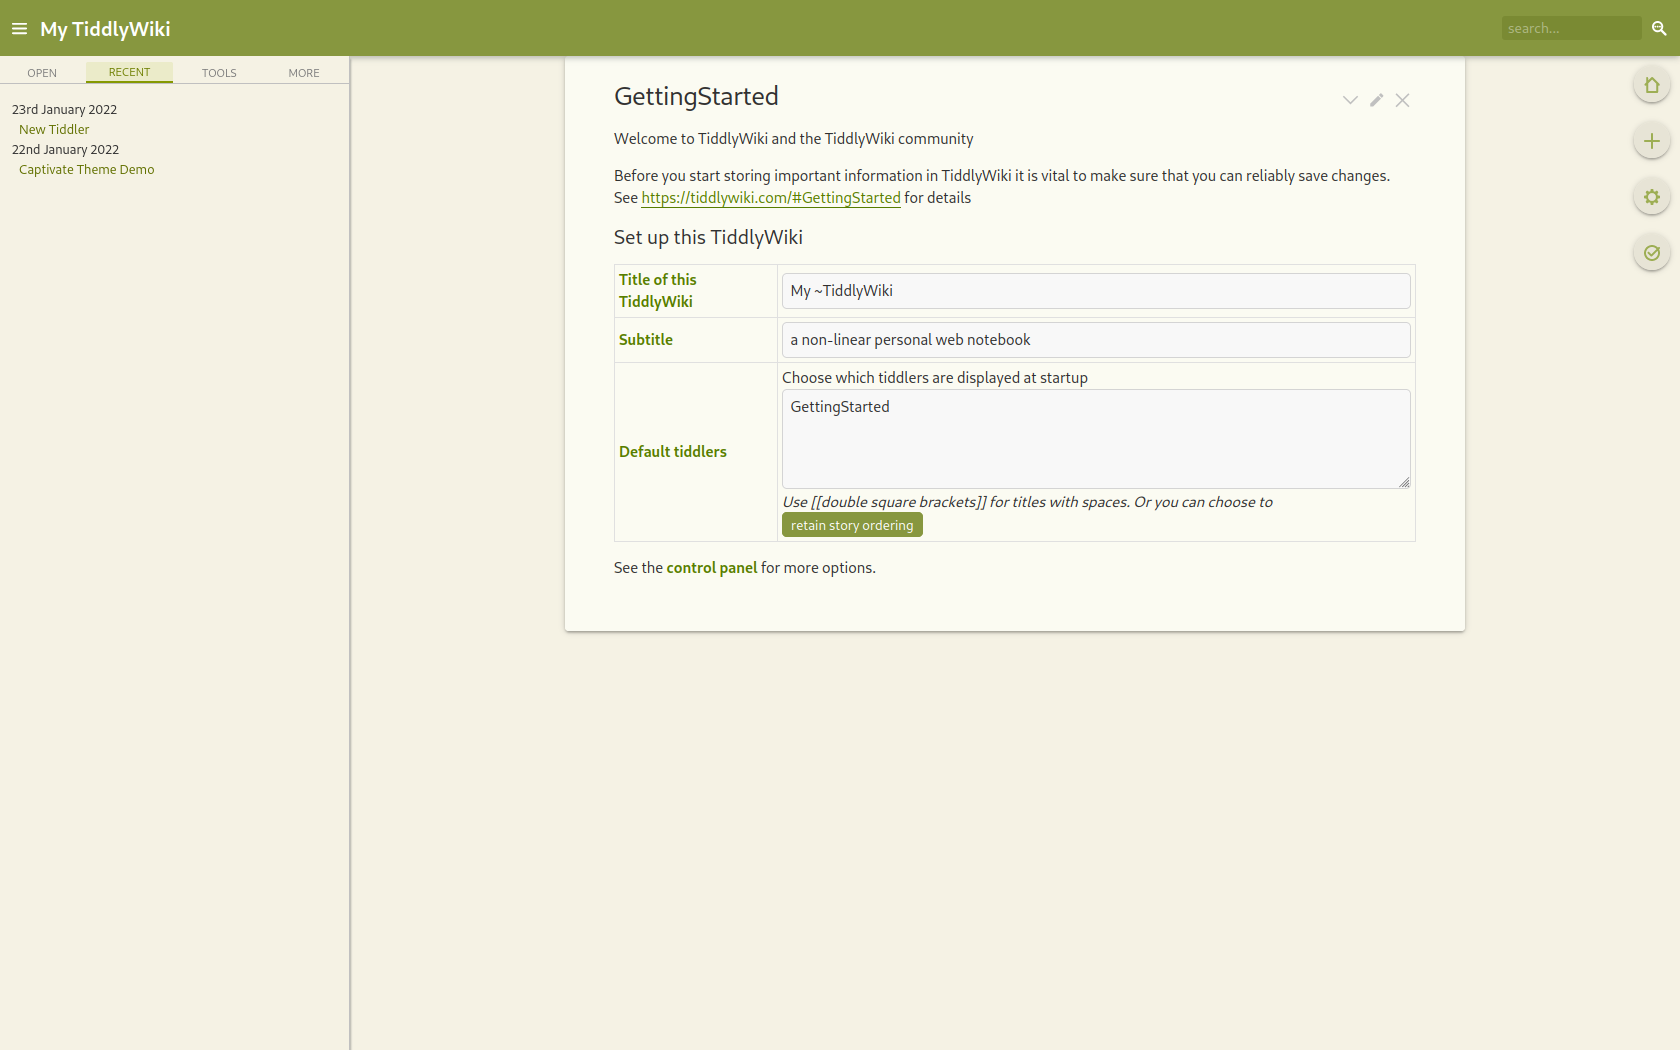 My TiddlyWiki
search...
OPEN
RECENT
TOOLS
MORE
23rd January 2022
New Tiddler
22nd January 2022
Captivate Theme Demo
GettingStarted
Welcome to TiddlyWiki and the TiddlyWiki community
Before you start storing important information in TiddlyWiki it is vital to make sure that you can reliably save changes.
See https://tiddlywiki.com/#GettingStarted for details
Set up this TiddlyWiki
Title of this
TiddlyWiki
My ~TiddlyWiki
Subtitle
a non-linear personal web notebook
Default tiddlers
Choose which tiddlers are displayed at startup
GettingStarted
Use [[double square brackets]] for titles with spaces. Or you can choose to
retain story ordering
See the control panel for more options.